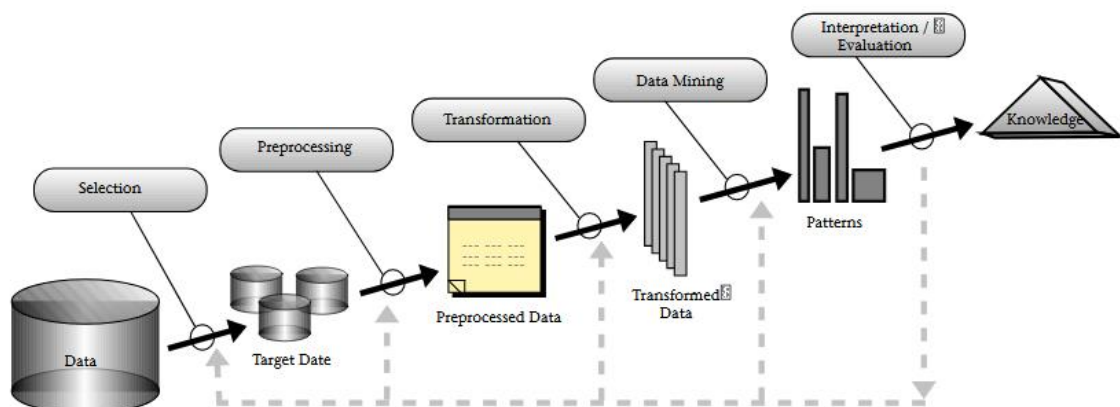 Interpretation /
Evaluation
Data Mining
Transformation
Preprocessing
Selection
Knowledge
Patterns
Transformed
Data
Preprocessed Data
Target Date
Data